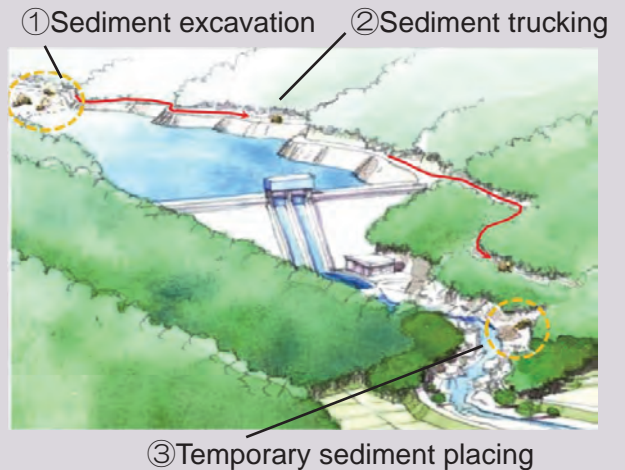 ①Sediment excavation
②Sediment trucking
③Temporary sediment placing